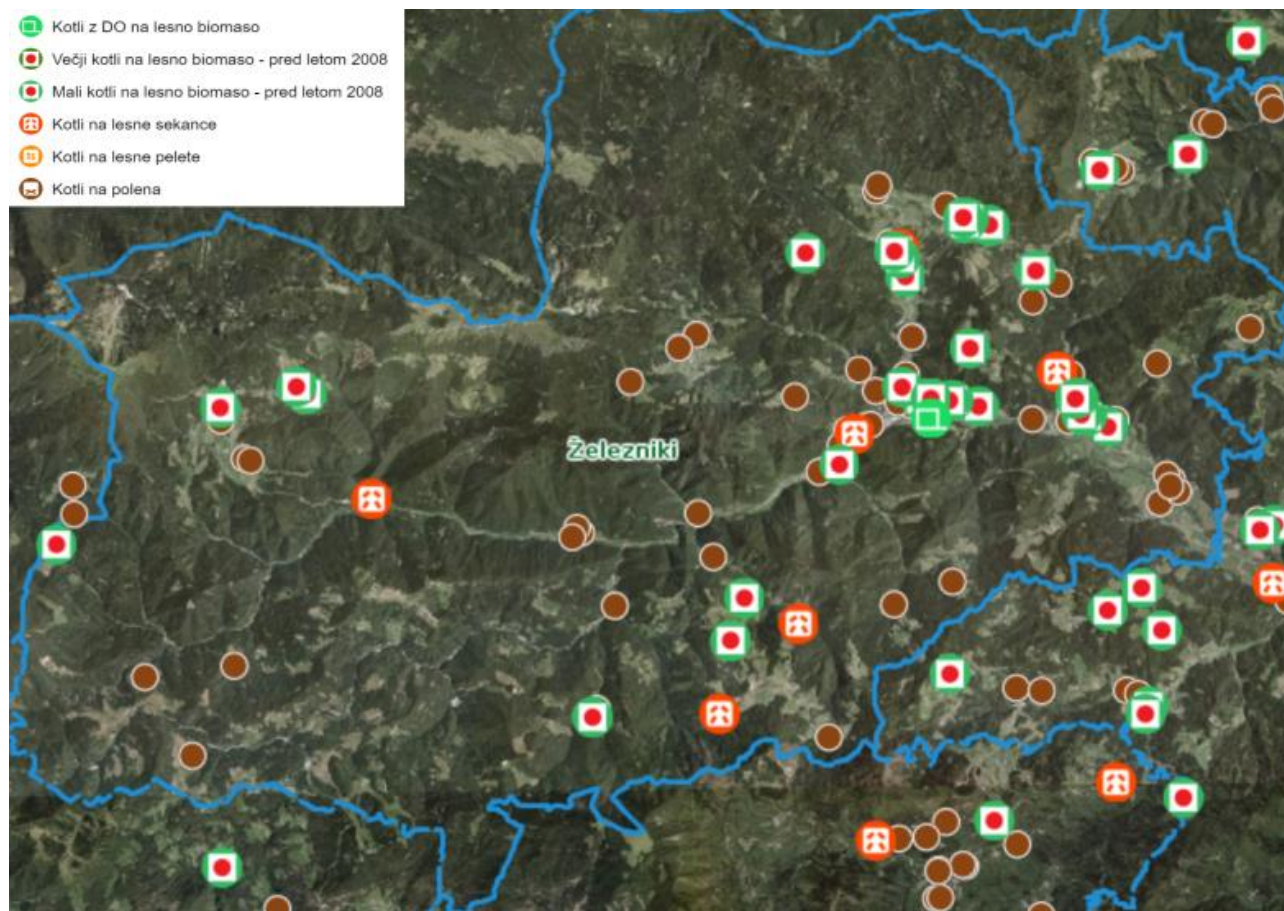 Kotli z DO na lesno biomaso
Večji kotli na lesno biomaso - pred letom 2008
Mali kotli na lesno biomaso - pred letom 2008
Kotli na lesne sekance
Kotli na lesne pelete
Kotli na polena
Železniki